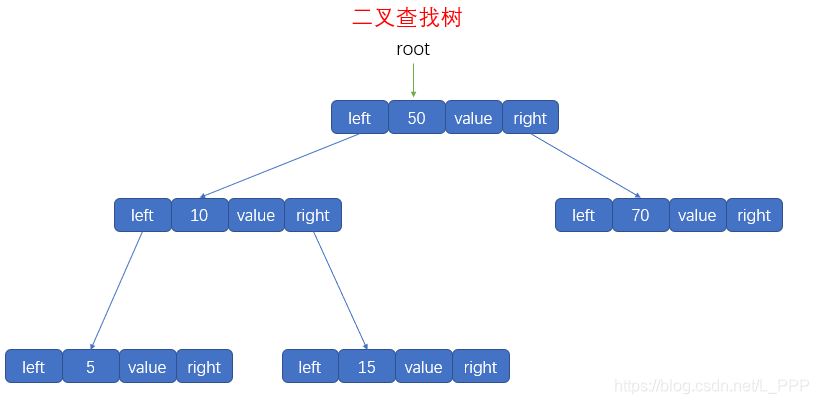 二叉查找树
root
left 50 value right
left 10 value right
left 70 value right
left 5 value right
left 15 value right
https://blog.csdn.net/L_PPP